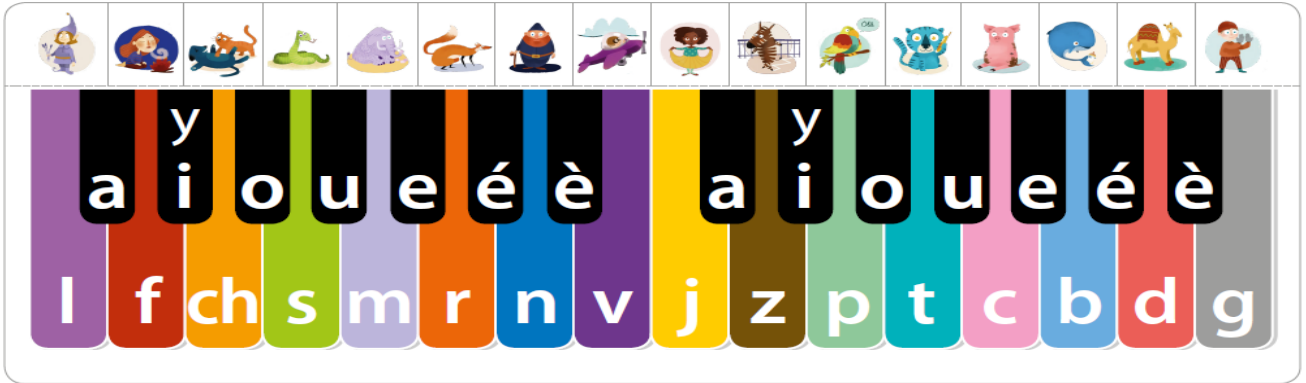 y y
a i o u e é è a i o u e é è
l f ch s m r n v j z p t c b d g